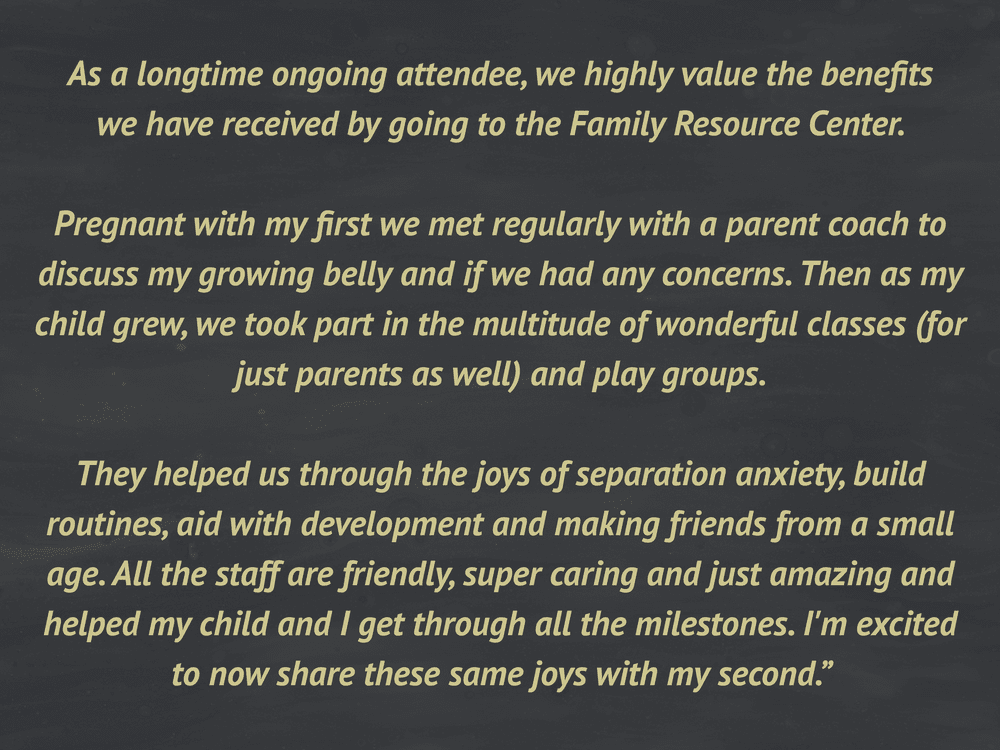 As a longtime ongoing attendee, we highly value the benefits
we have received by going to the Family Resource Center.
Pregnant with my first we met regularly with a parent coach to
discuss my growing belly and if we had any concerns. Then as my
child grew, we took part in the multitude of wonderful classes (for
just parents as well) and play groups.
They helped us through the joys of separation anxiety, build
routines, aid with development and making friends from a small
age. All the staff are friendly, super caring and just amazing and
helped my child and I get through all the milestones. I'm excited
to now share these same joys with my second.”